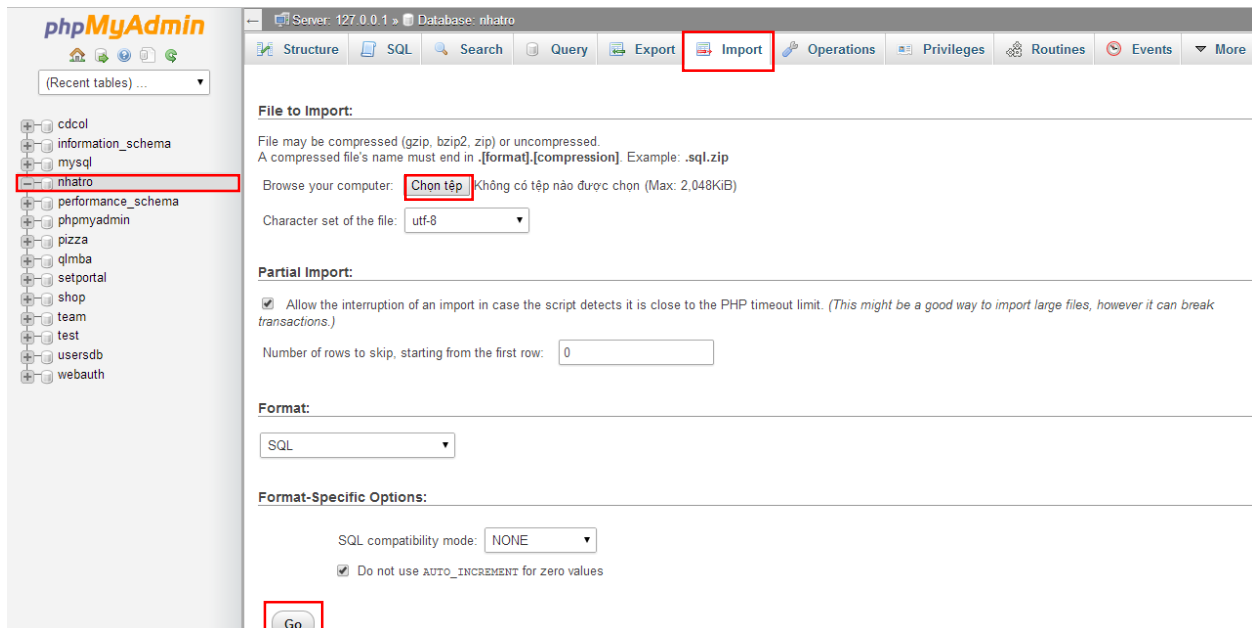 phpMyAdmin
(Recent tables) ...
cdcol
information_schema
mysql
nhatro
performance_schema
phpmyadmin
pizza
qlmba
setportal
shop
team
test
usersdb
webauth
Server: 127.0.0.1 » Database: nhatro
Structure SQL Search Query Export Import Operations Privileges Routines Events More
File to Import:
File may be compressed (gzip, bzip2, zip) or uncompressed.
A compressed file's name must end in .[format].[compression]. Example: .sql.zip
Browse your computer: Chọn tệp Không có tệp nào được chọn (Max: 2,048KiB)
Character set of the file: utf-8
Partial Import:
Allow the interruption of an import in case the script detects it is close to the PHP timeout limit. (This might be a good way to import large files, however it can break
transactions.)
Number of rows to skip, starting from the first row: 0
Format:
SQL
Format-Specific Options:
SQL compatibility mode: NONE
Do not use AUTO_INCREMENT for zero values
Go